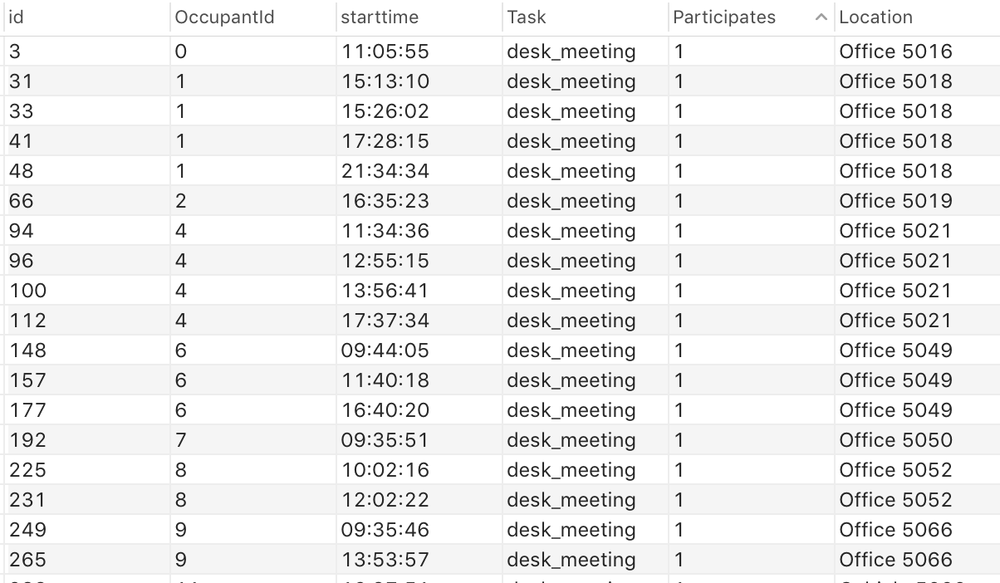 id OccupantId starttime Task Participates Location
3 0 11:05:55 desk_meeting 1 Office 5016
31 1 15:13:10 desk_meeting 1 Office 5018
33 1 15:26:02 desk_meeting 1 Office 5018
41 1 17:28:15 desk_meeting 1 Office 5018
48 1 21:34:34 desk_meeting 1 Office 5018
66 2 16:35:23 desk_meeting 1 Office 5019
94 4 11:34:36 desk_meeting 1 Office 5021
96 4 12:55:15 desk_meeting 1 Office 5021
100 4 13:56:41 desk_meeting 1 Office 5021
112 4 17:37:34 desk_meeting 1 Office 5021
148 6 09:44:05 desk_meeting 1 Office 5049
157 6 11:40:18 desk_meeting 1 Office 5049
177 6 16:40:20 desk_meeting 1 Office 5049
192 7 09:35:51 desk_meeting 1 Office 5050
225 8 10:02:16 desk_meeting 1 Office 5052
231 8 12:02:22 desk_meeting 1 Office 5052
249 9 09:35:46 desk_meeting 1 Office 5066
265 9 13:53:57 desk_meeting 1 Office 5066